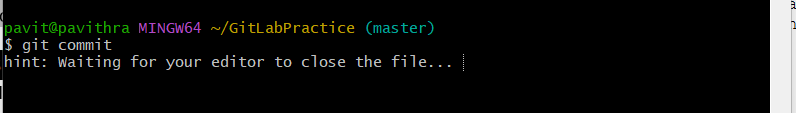 pavit@pavithra MINGW64 ~/GitLabPractice (master)
$ git commit
hint: Waiting for your editor to close the file...